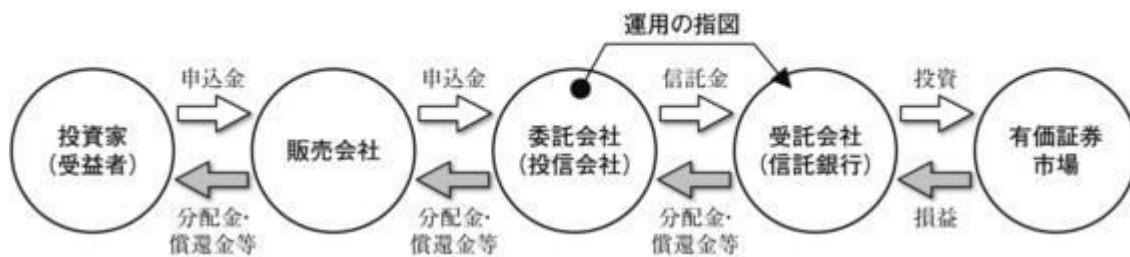 運用の指図
申込金
申込金
信託金
投資
投資家
(受益者)
販売会社
委託会社
(投信会社)
受託会社
(信託銀行)
有価証券
市場
分配金・
償還金等
分配金・
償還金等
分配金・
償還金等
損益